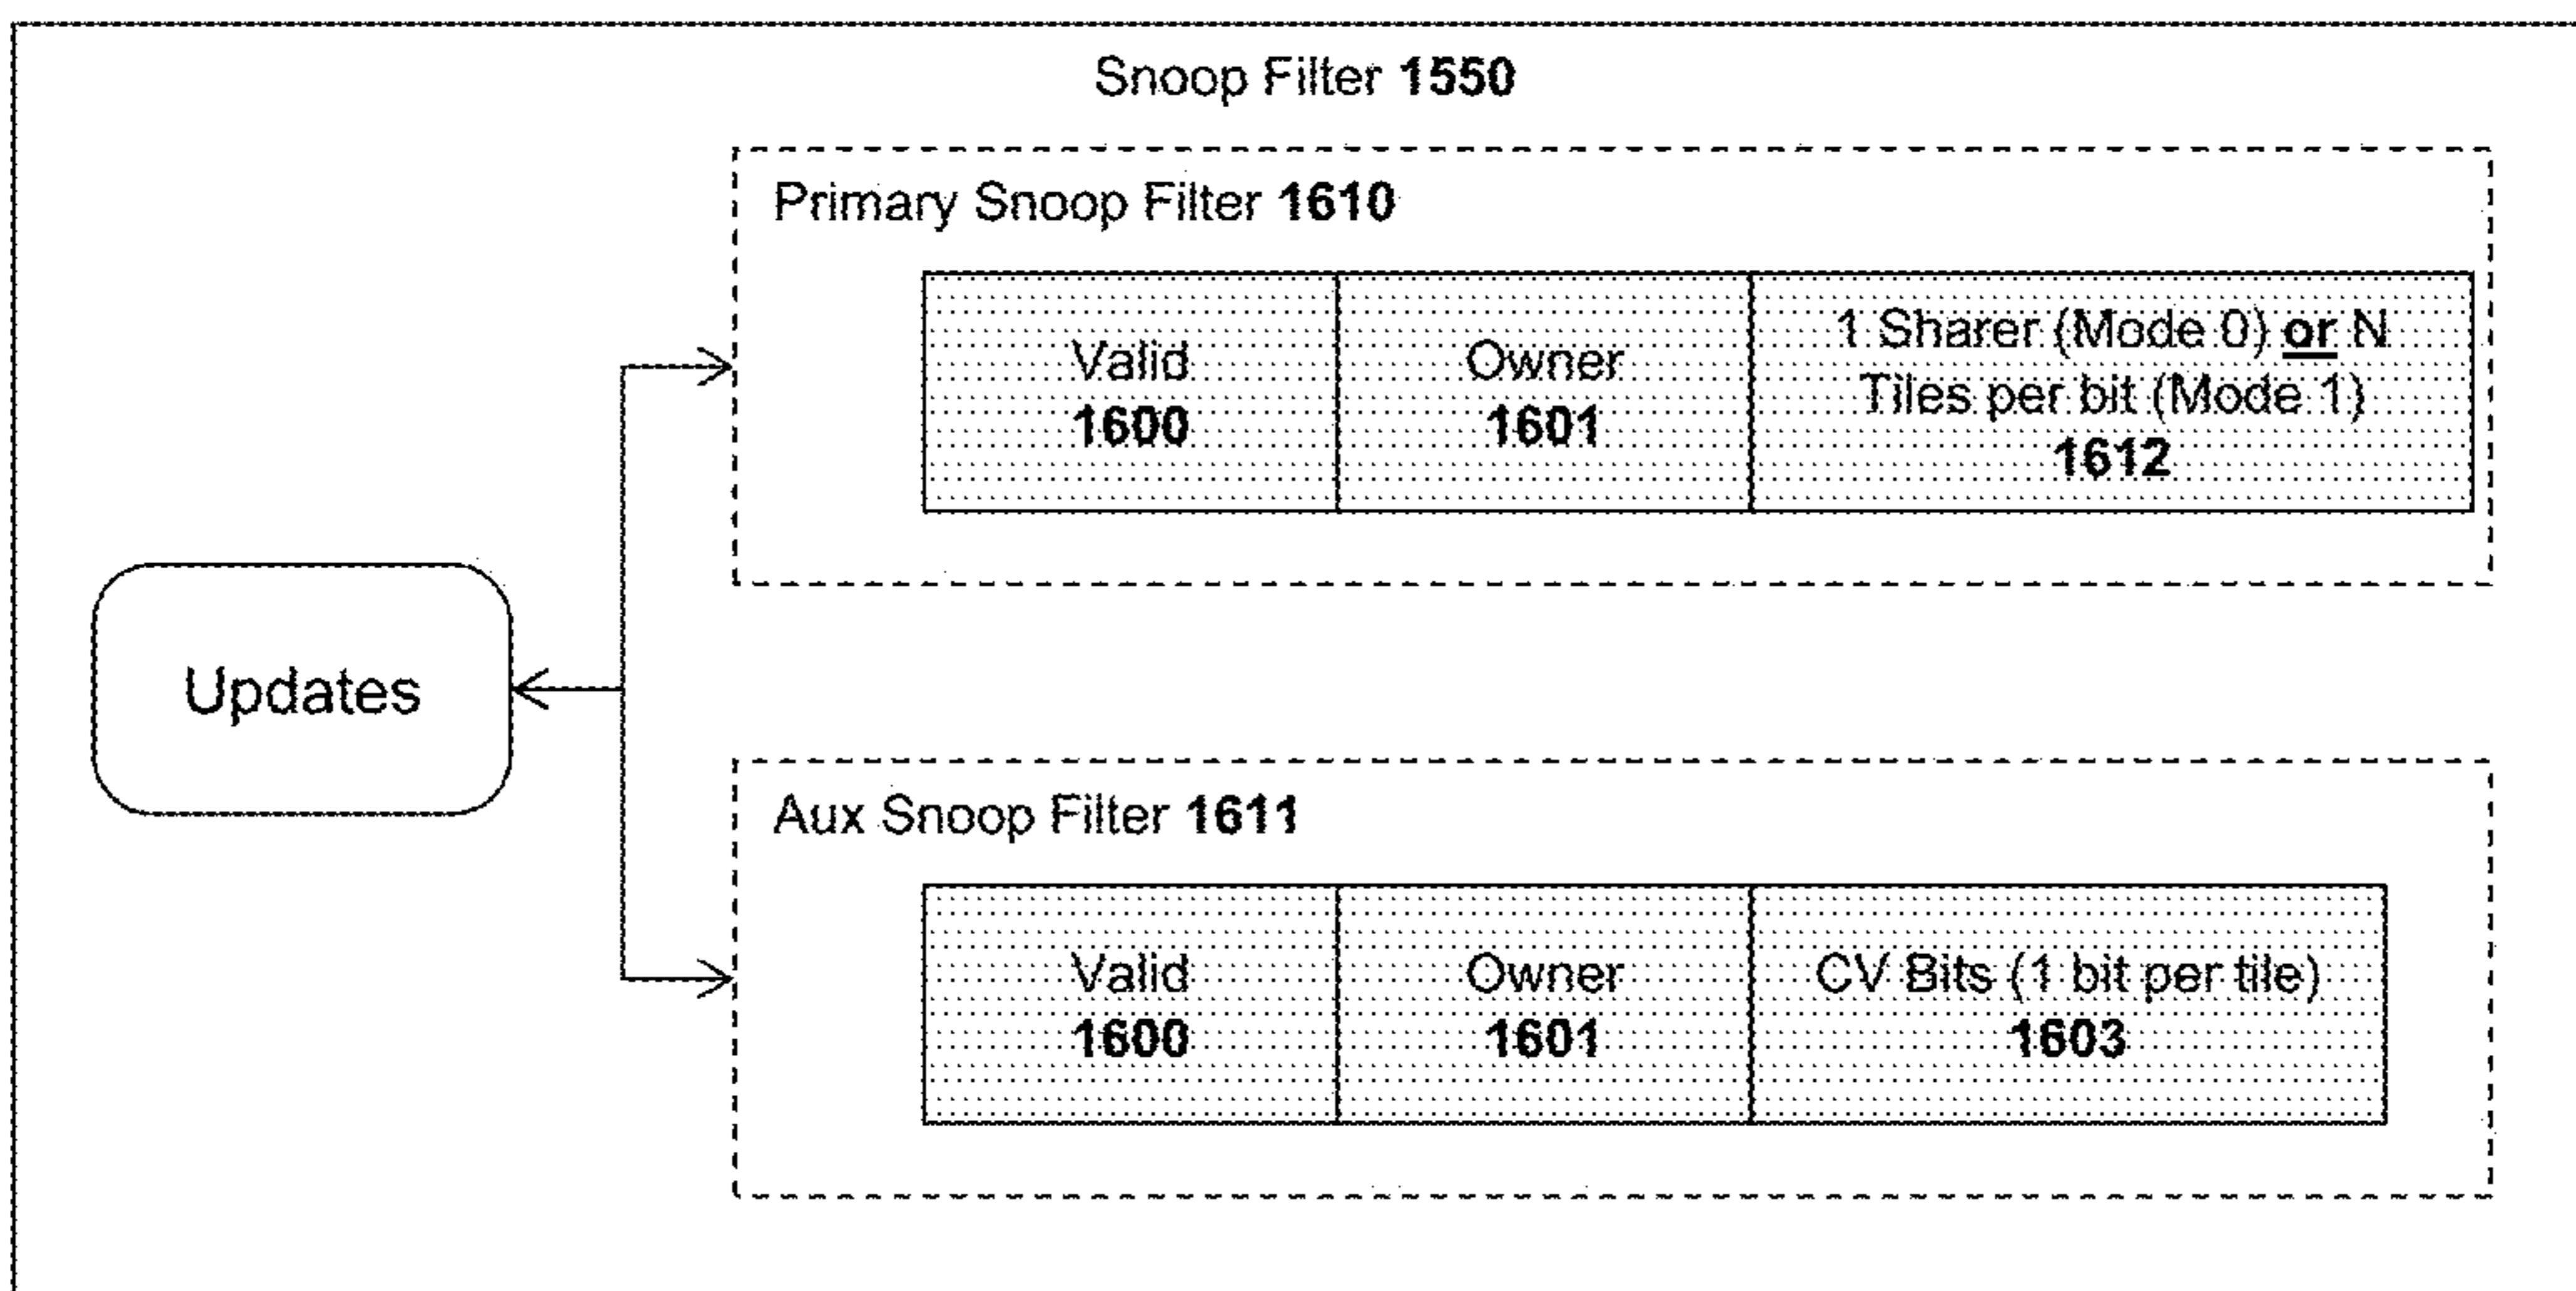 Snoop Filter 1550
Primary Snoop Filter 1610
Valid
1600
Owner
1601
1 Sharer (Mode 0) or N
Tiles per bit (Mode 1)
1612
Updates
Aux Snoop Filter 1611
Valid
1600
Owner
1601
CV Bits (1 bit per tile)
1603